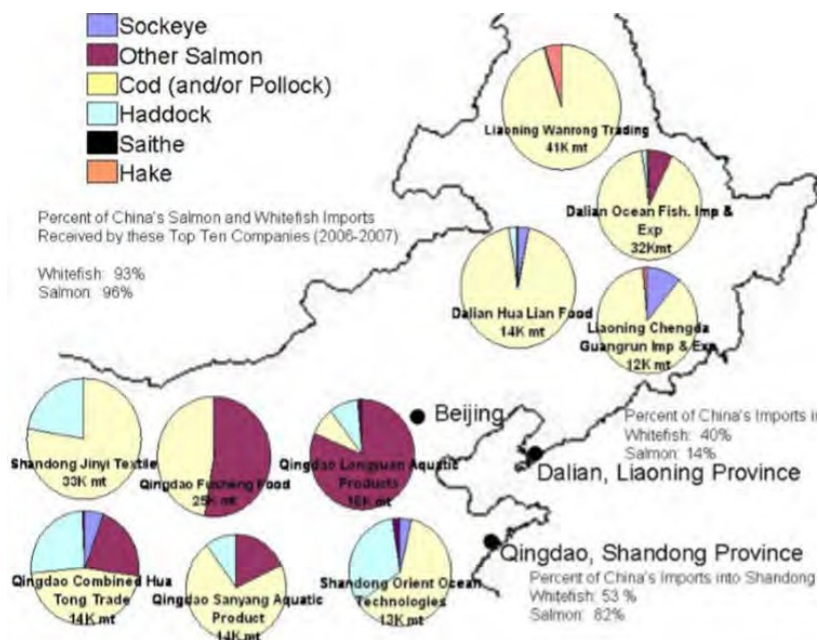 Sockeye
Other Salmon
Cod (and/or Pollock)
Haddock
Saithe
Hake
Percent of China's Salmon and Whitefish Imports
Received by these Top Ten Companies (2006-2007)
Whitefish: 93%
Salmon: 96%
Liaoning Wanrong Trading
41K mt
Dalian Ocean Fish. Imp &
Exp
32Kmt
Dalian Hua Lian Food
14K mt
Liaoning Chengda
Guangrun Imp & Exp
12K mt
Beijing
Percent of China's Imports i
Whitefish: 40%
Salmon: 14%
Dalian, Liaoning Province
Shandong Jinyi Textile
33K mt
Qingdao Fusheng Food
25K mt
Qingdao Longyuan Aquatic
Products
16K mt
Qingdao, Shandong Province
Percent of China's Imports into Shandong
Whitefish: 53 %
Salmon: 82%
Qingdao Combined Hua
Tong Trade
14K mt
Qingdao Sanyang Aquatic
Product
14K mt
Shandong Orient Ocean
Technologies
13K mt